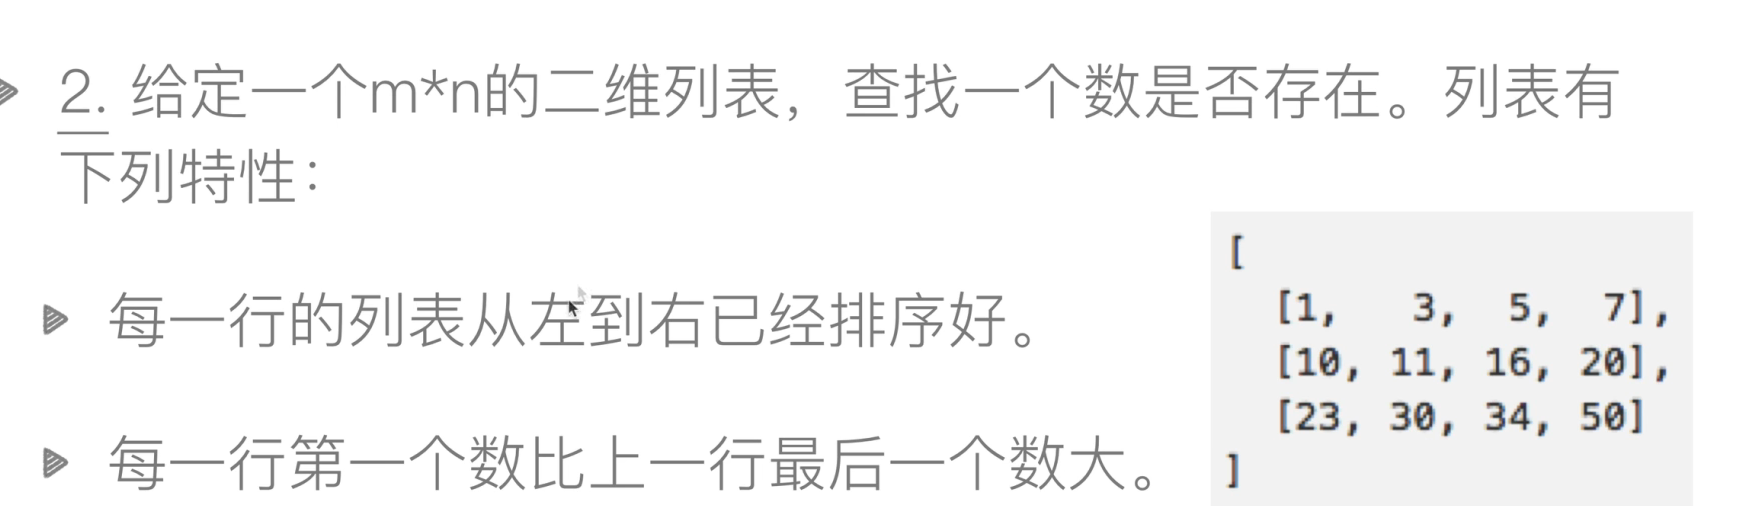 2. 给定一个m*n的二维列表，查找一个数是否存在。列表有
下列特性：
每一行的列表从左到右已经排序好。
每一行第一个数比上一行最后一个数大。
[
[1, 3, 5, 7],
[10, 11, 16, 20],
[23, 30, 34, 50]
]